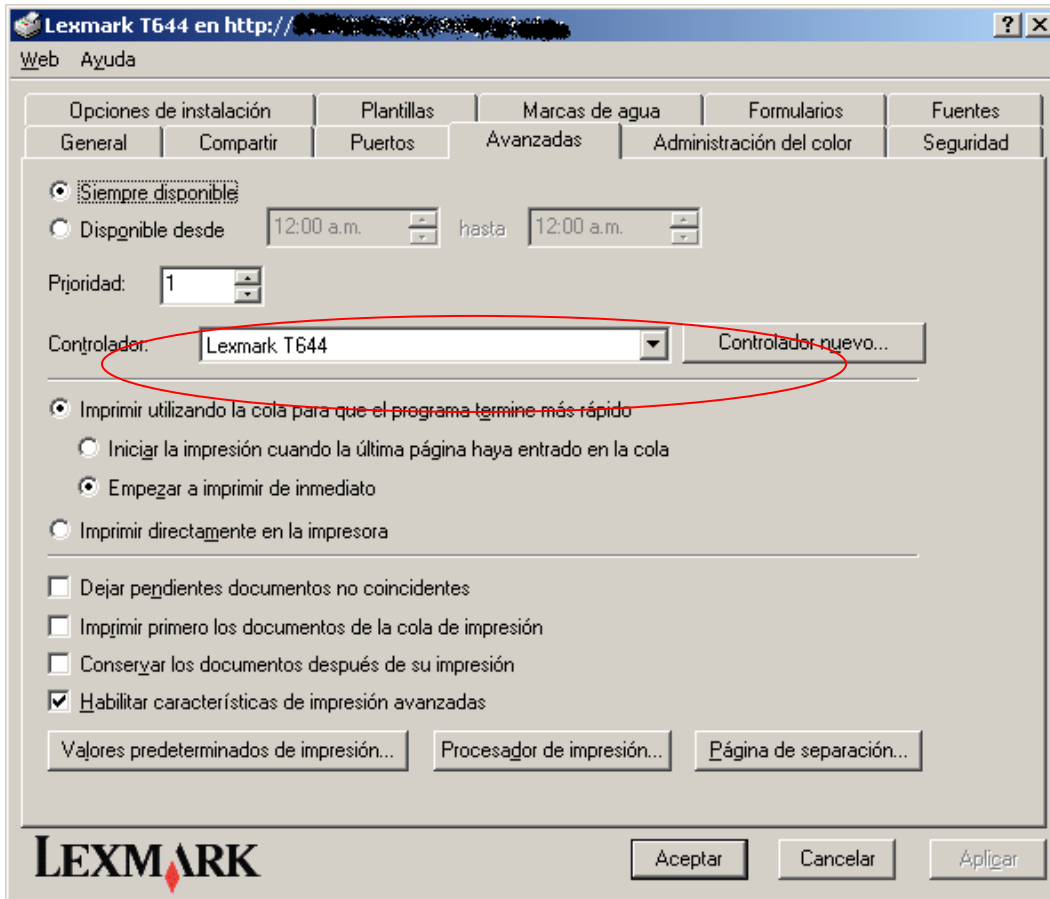 Lexmark T644 en http://
Web Ayuda
Opciones de instalación Plantillas Marcas de agua Formularios Fuentes
General Compartir Puertos Avanzadas Administración del color Seguridad
Siempre disponible
Disponible desde 12:00 a.m. hasta 12:00 a.m.
Prioridad: 1
Controlador: Lexmark T644 Controlador nuevo...
Imprimir utilizando la cola para que el programa termine más rápido
Iniciar la impresión cuando la última página haya entrado en la cola
Empezar a imprimir de inmediato
Imprimir directamente en la impresora
Dejar pendientes documentos no coincidentes
Imprimir primero los documentos de la cola de impresión
Conservar los documentos después de su impresión
Habilitar características de impresión avanzadas
Valores predeterminados de impresión... Procesador de impresión... Página de separación...
LEXMARK Aceptar Cancelar Aplicar